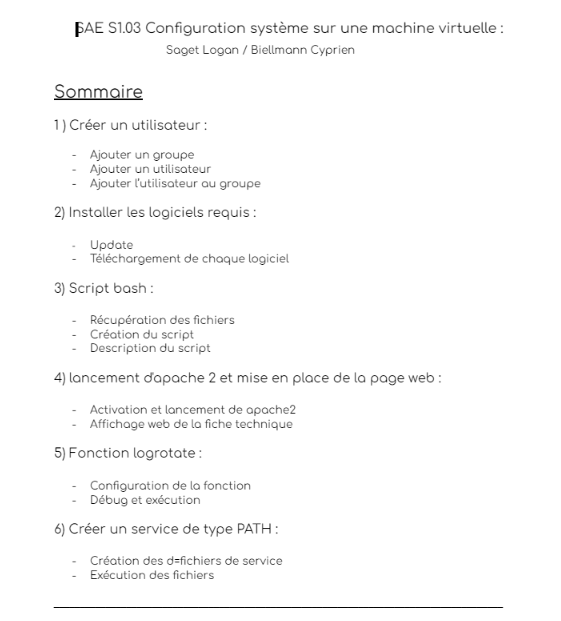 SAE S1.03 Configuration système sur une machine virtuelle :
Saget Logan / Biellmann Cyprien
Sommaire
1 ) Créer un utilisateur :
- Ajouter un groupe
- Ajouter un utilisateur
- Ajouter l'utilisateur au groupe
2) Installer les logiciels requis :
- Update
- Téléchargement de chaque logiciel
3) Script bash :
- Récupération des fichiers
- Création du script
- Description du script
4) lancement d'apache 2 et mise en place de la page web :
- Activation et lancement de apache2
- Affichage web de la fiche technique
5) Fonction logrotate :
- Configuration de la fonction
- Débug et exécution
6) Créer un service de type PATH :
- Création des d=fichiers de service
- Exécution des fichiers